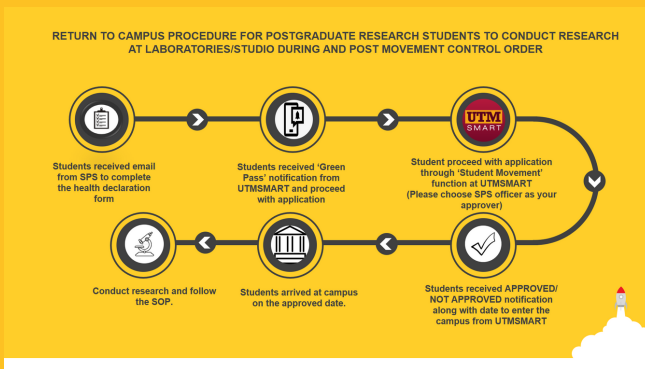 RETURN TO CAMPUS PROCEDURE FOR POSTGRADUATE RESEARCH STUDENTS TO CONDUCT RESEARCH
AT LABORATORIES/STUDIO DURING AND POST MOVEMENT CONTROL ORDER
Students received email
from SPS to complete
the health declaration
form
Students received ‘Green
Pass’ notification from
UTMSMART and proceed
with application
UTM
SMART
Student proceed with application
through ‘Student Movement’
function at UTMSMART
(Please choose SPS officer as your
approver)
Students received APPROVED/
NOT APPROVED notification
along with date to enter the
campus from UTMSMART
Students arrived at campus
on the approved date.
Conduct research and follow
the SOP.